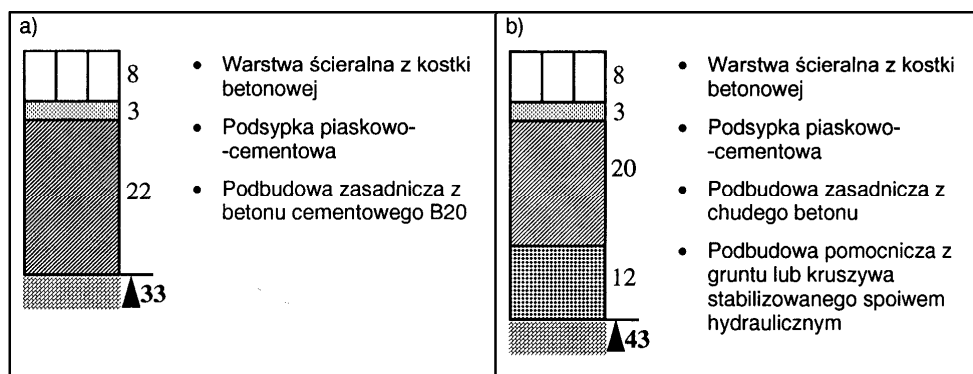 a)
8
3
22
33
• Warstwa ścieralna z kostki
betonowej
• Podsypka piaskowo-
-cementowa
• Podbudowa zasadnicza z
betonu cementowego B20
b)
8
3
20
12
43
• Warstwa ścieralna z kostki
betonowej
• Podsypka piaskowo-
-cementowa
• Podbudowa zasadnicza z
chudego betonu
• Podbudowa pomocnicza z
gruntu lub kruszywa
stabilizowanego spoiwem
hydraulicznym